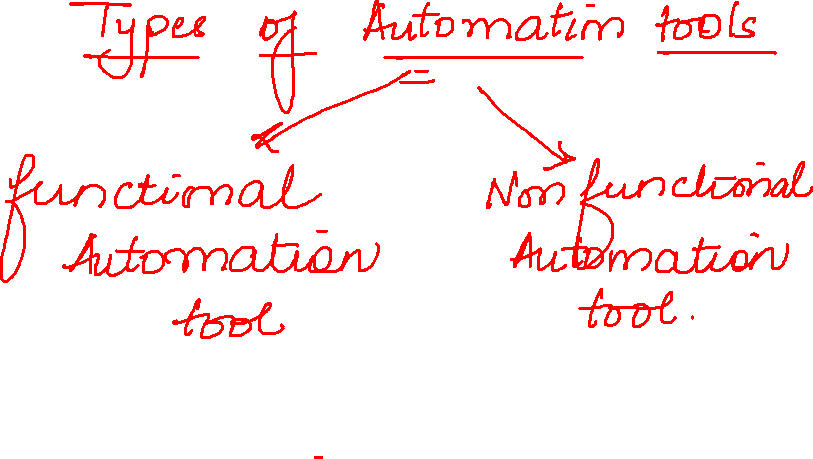 Types of Automatin tools
functional
Non functional
Automation
Automation
tool
tool.